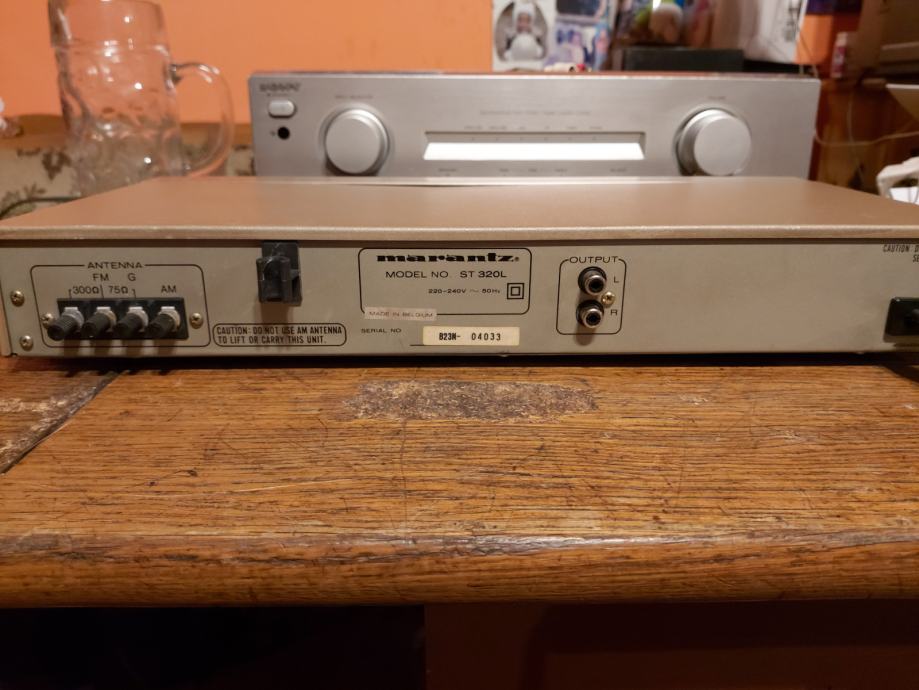 marantz®
MODEL NO. ST 320L
220-240V ~ 50Hz
MADE IN BELGIUM
SERIAL NO
B23N- 04033
ANTENNA
FM G
300Ω 75Ω AM
CAUTION: DO NOT USE AM ANTENNA
TO LIFT OR CARRY THIS UNIT.
OUTPUT
L
R
CAUTION